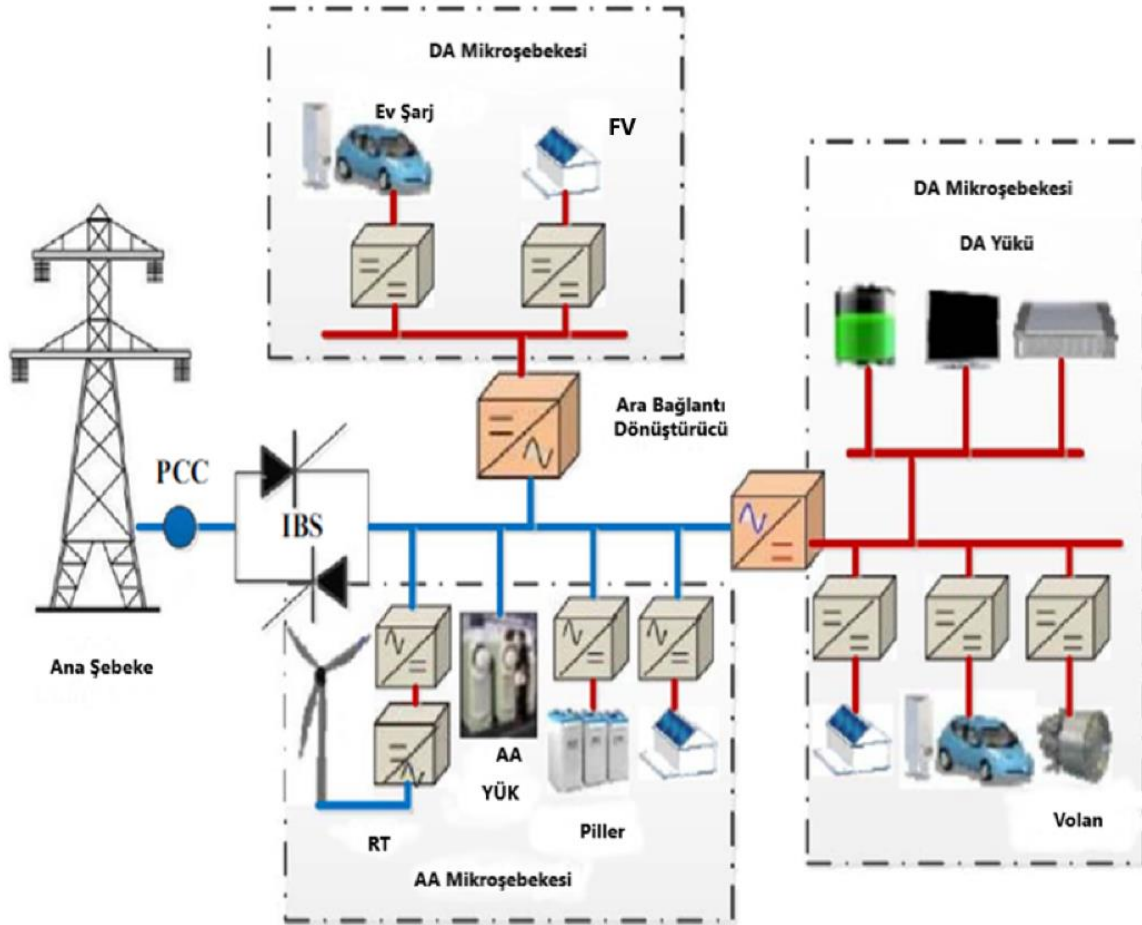 DA Mikroşebekesi
Ev Şarj
FV
DA Mikroşebekesi
DA Yükü
Ara Bağlantı
Dönüştürücü
PCC
IBS
Ana Şebeke
AA
YÜK
RT
Piller
Volan
AA Mikroşebekesi